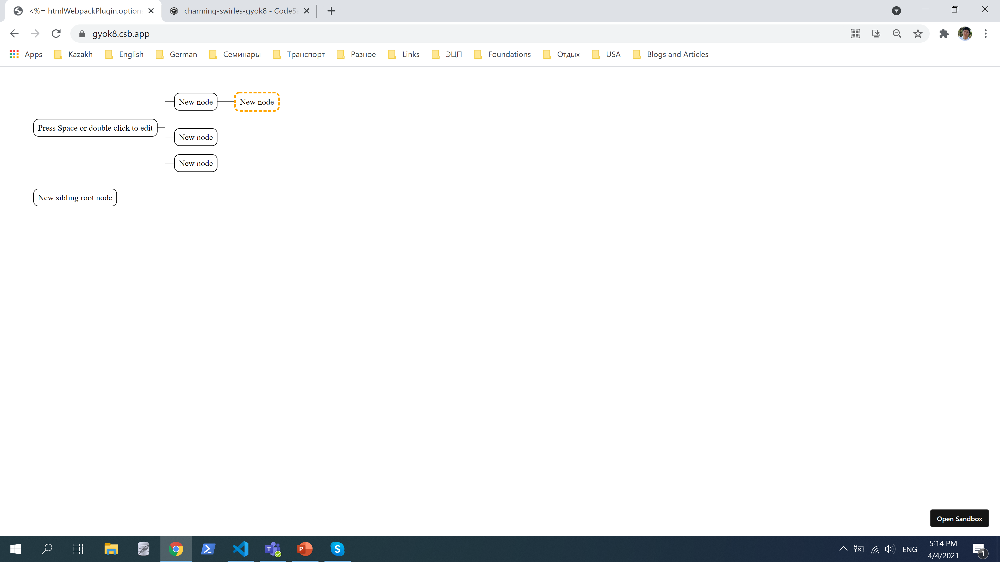 <%= htmlWebpackPlugin.option
charming-swirles-gyok8 - CodeS
gyok8.csb.app
Apps Kazakh English German Семинары Транспорт Разное Links ЭЦП Foundations Отдых USA Blogs and Articles
New node New node
Press Space or double click to edit
New node
New node
New sibling root node
Open Sandbox
T P S
ENG
5:14 PM
4/4/2021
1